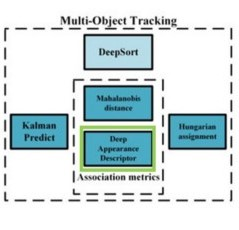 Multi-Object Tracking
DeepSort
Mahalanobis
distance
Kalman
Predict
Hungarian
assignment
Deep
Appearance
Descriptor
Association metrics